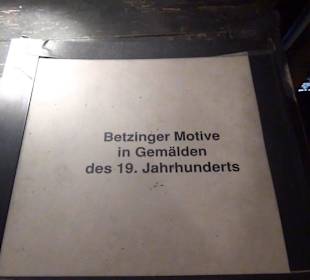 Betzinger Motive
in Gemälden
des 19. Jahrhunderts